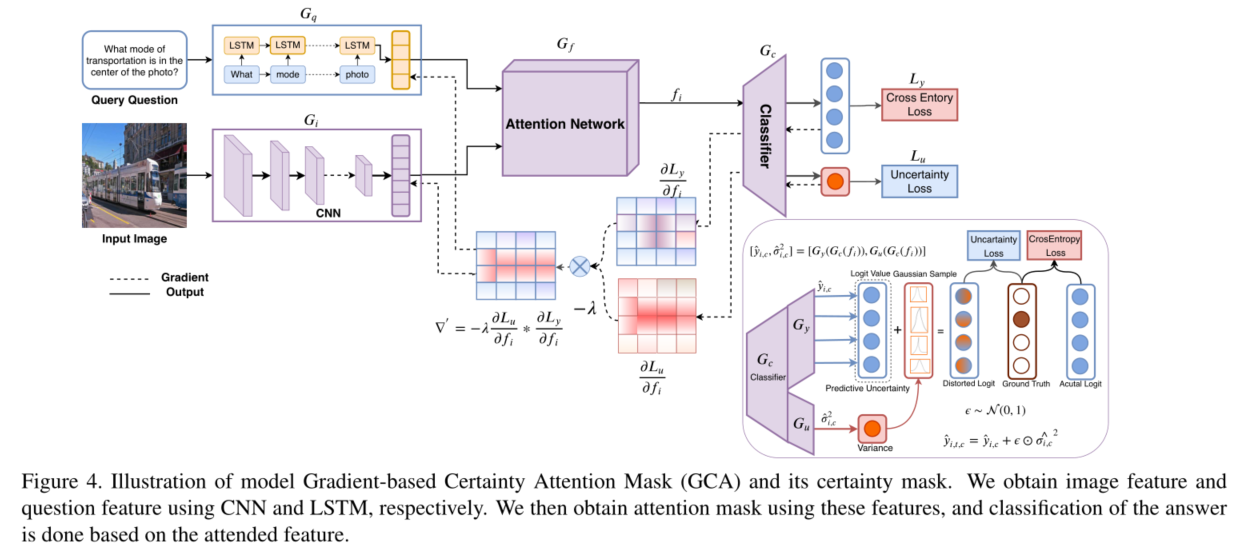 G_q
What mode of
transportation is in the
center of the photo?
Query Question
LSTM LSTM LSTM
What mode photo
G_i
CNN
Input Image
Gradient
Output
G_f
Attention Network
f_i
G_c
Classifier
L_y
Cross Entory
Loss
L_u
Uncertainty
Loss
∂L_y
∂f_i
−λ
∂L_u
∂f_i
∇′ = −λ ∂L_u/∂f_i * ∂L_y/∂f_i
[ŷ_{i,c}, σ̂²_{i,c}] = [G_y(G_c(f_i)), G_u(G_c(f_i))]
Uncartainty
Loss
CrosEntropy
Loss
Logit Value Gaussian Sample
ŷ_{i,c}
G_y
G_c
Classifier
+ =
Predictive Uncertainty
Distorted Logit Ground Truth Acutal Logit
G_u
σ̂²_{i,c}
Variance
ϵ ∼ 𝒩(0, 1)
ŷ_{i,t,c} = ŷ_{i,c} + ϵ ⊙ σ̂_{i,c}²
Figure 4. Illustration of model Gradient-based Certainty Attention Mask (GCA) and its certainty mask. We obtain image feature and
question feature using CNN and LSTM, respectively. We then obtain attention mask using these features, and classification of the answer
is done based on the attended feature.